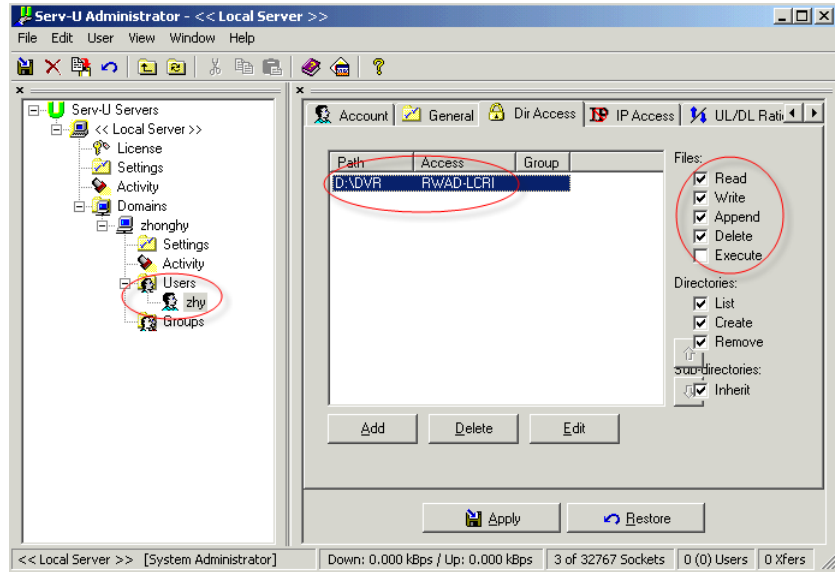 Serv-U Administrator - << Local Server >>
File Edit User View Window Help
Serv-U Servers
<< Local Server >>
License
Settings
Activity
Domains
zhonghy
Settings
Activity
Users
zhy
Groups
Account General Dir Access IP Access UL/DL Rati
Path Access Group
D:\DVR RWAD-LCRI
Files:
Read
Write
Append
Delete
Execute
Directories:
List
Create
Remove
Sub-directories:
Inherit
Add Delete Edit
Apply Restore
<< Local Server >> [System Administrator] Down: 0.000 kBps / Up: 0.000 kBps 3 of 32767 Sockets 0 (0) Users 0 Xfers